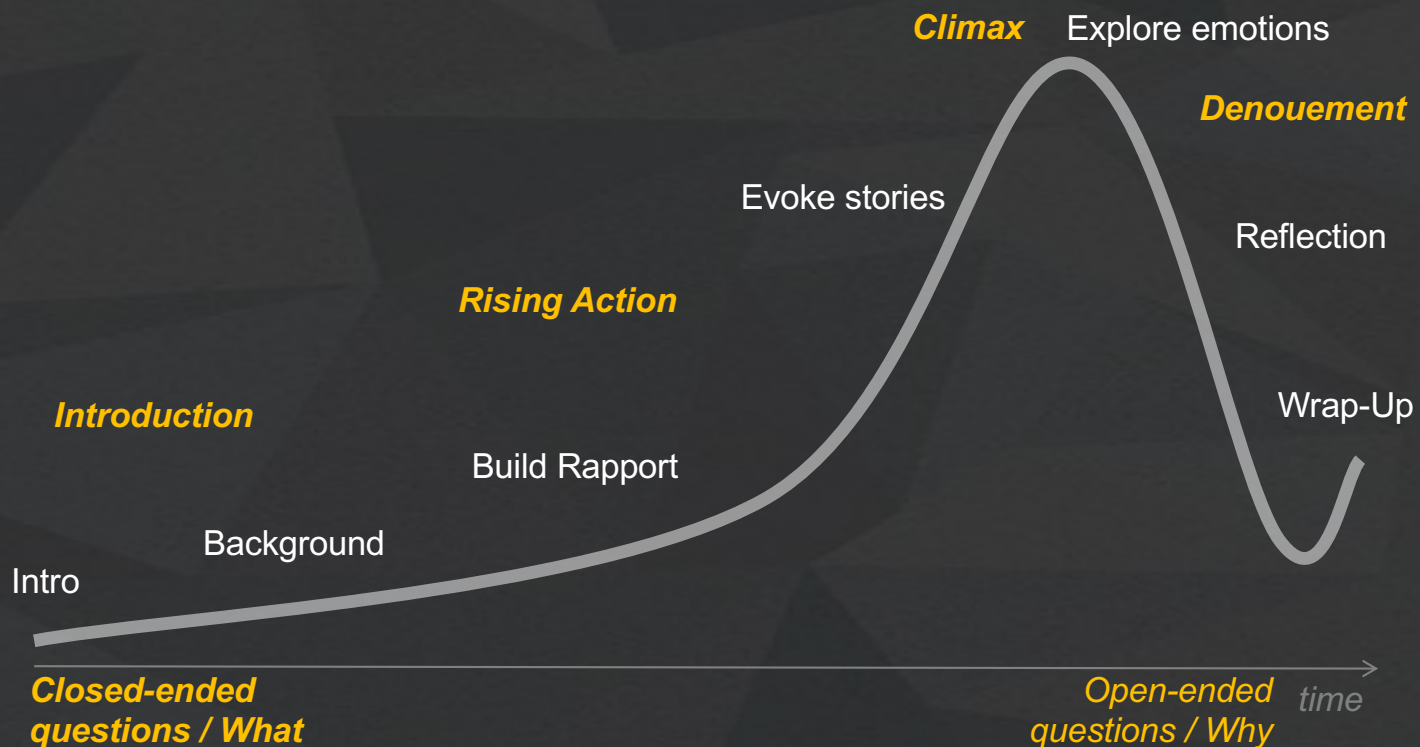 Climax Explore emotions
Denouement
Evoke stories
Reflection
Rising Action
Introduction
Wrap-Up
Build Rapport
Background
Intro
Closed-ended
questions / What
Open-ended
questions / Why
time